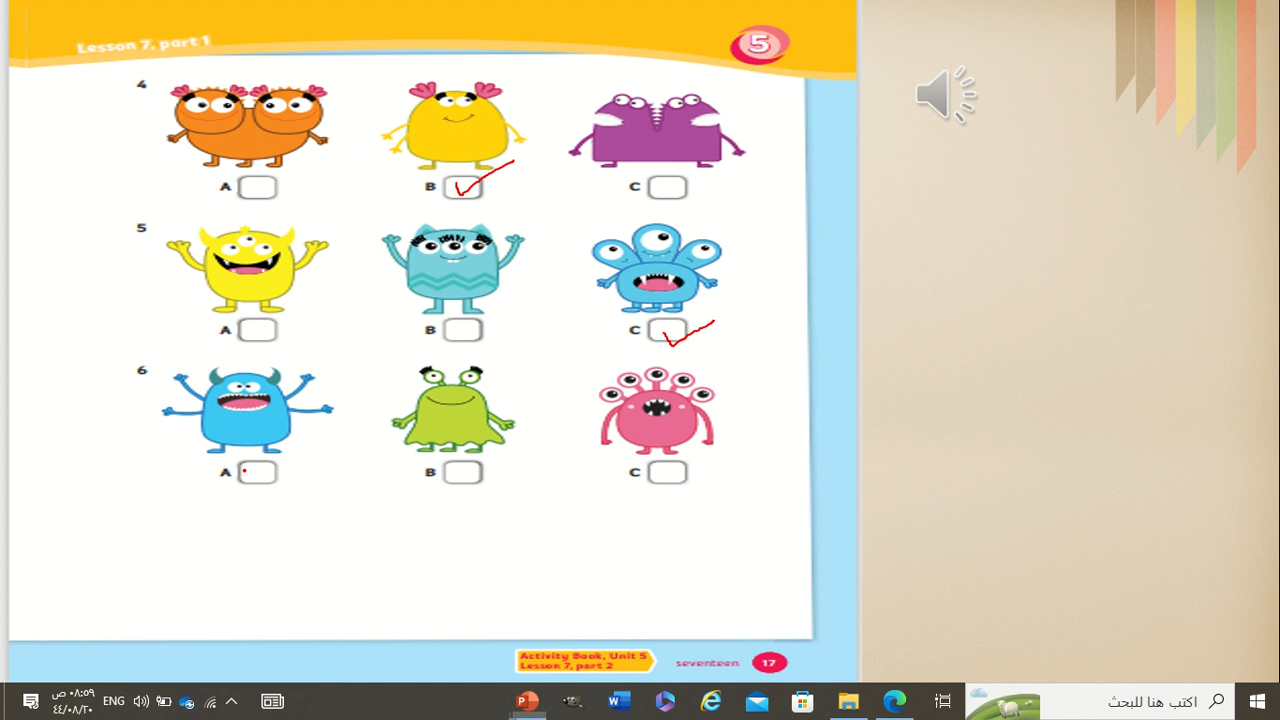 Lesson 7, part 1
5
4
A
B
C
5
A
B
C
6
A
B
C
Activity Book, Unit 5
Lesson 7, part 2
seventeen 17
٠٨:٥٩ ص
٤٤/٠٨/٢٠
ENG
اكتب هنا للبحث